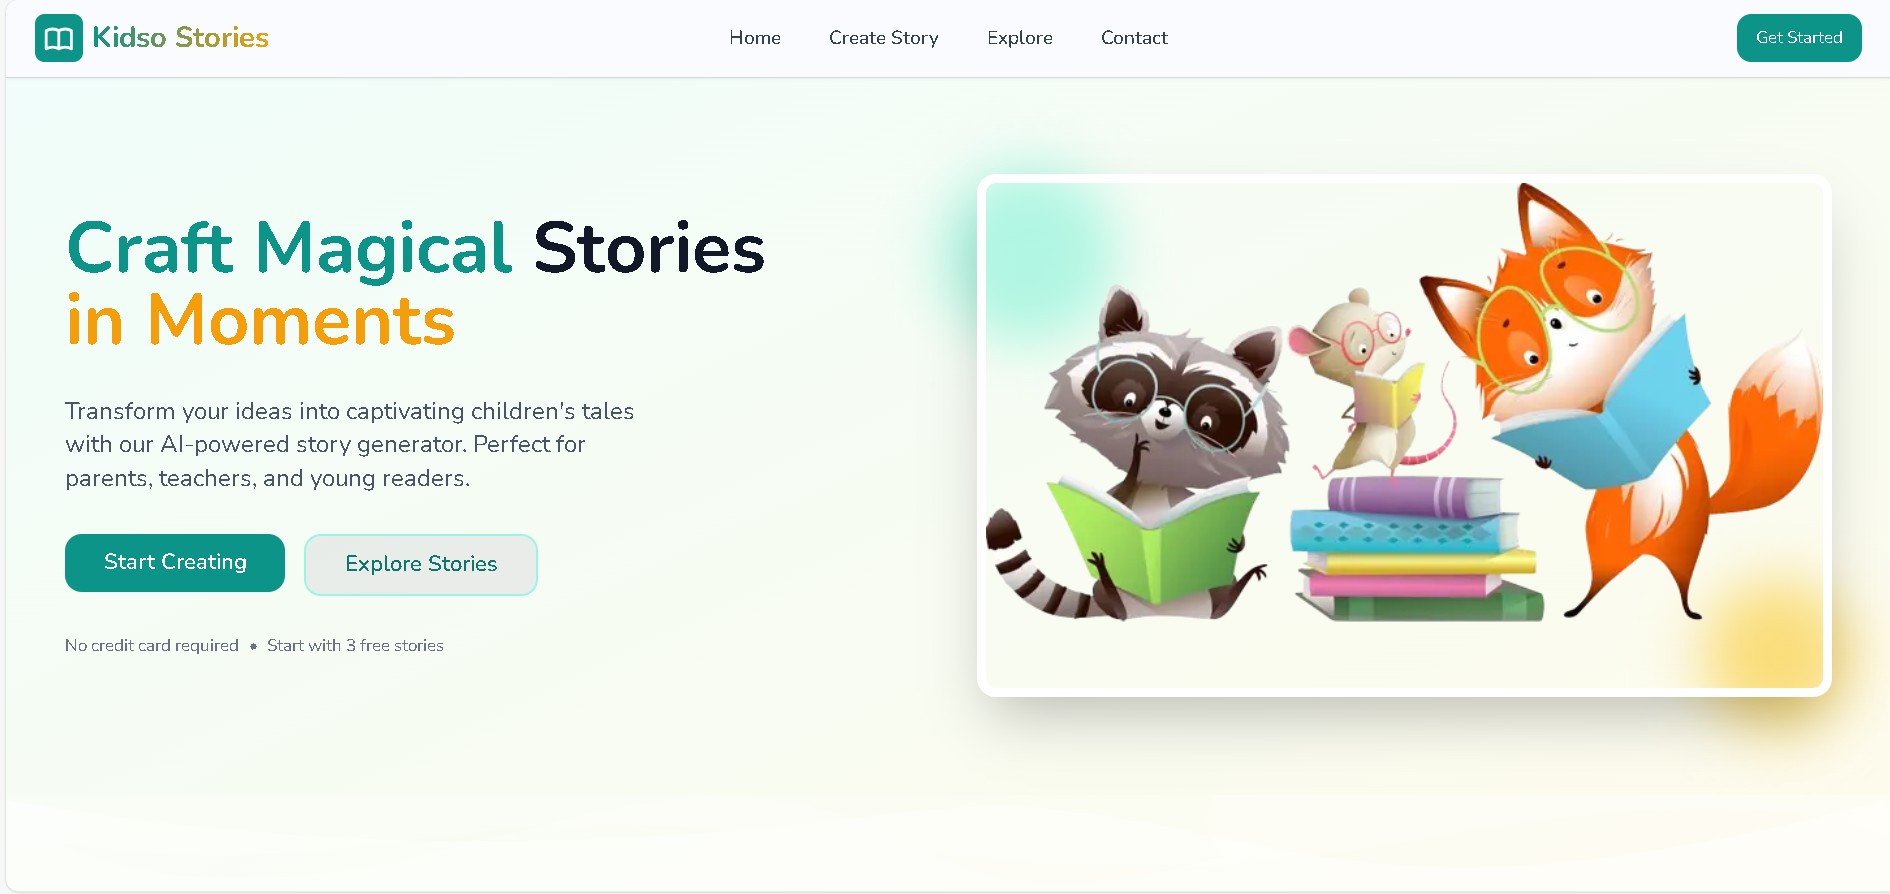 Kidso Stories
Home
Create Story
Explore
Contact
Get Started
Craft Magical Stories
in Moments
Transform your ideas into captivating children's tales
with our AI-powered story generator. Perfect for
parents, teachers, and young readers.
Start Creating
Explore Stories
No credit card required • Start with 3 free stories